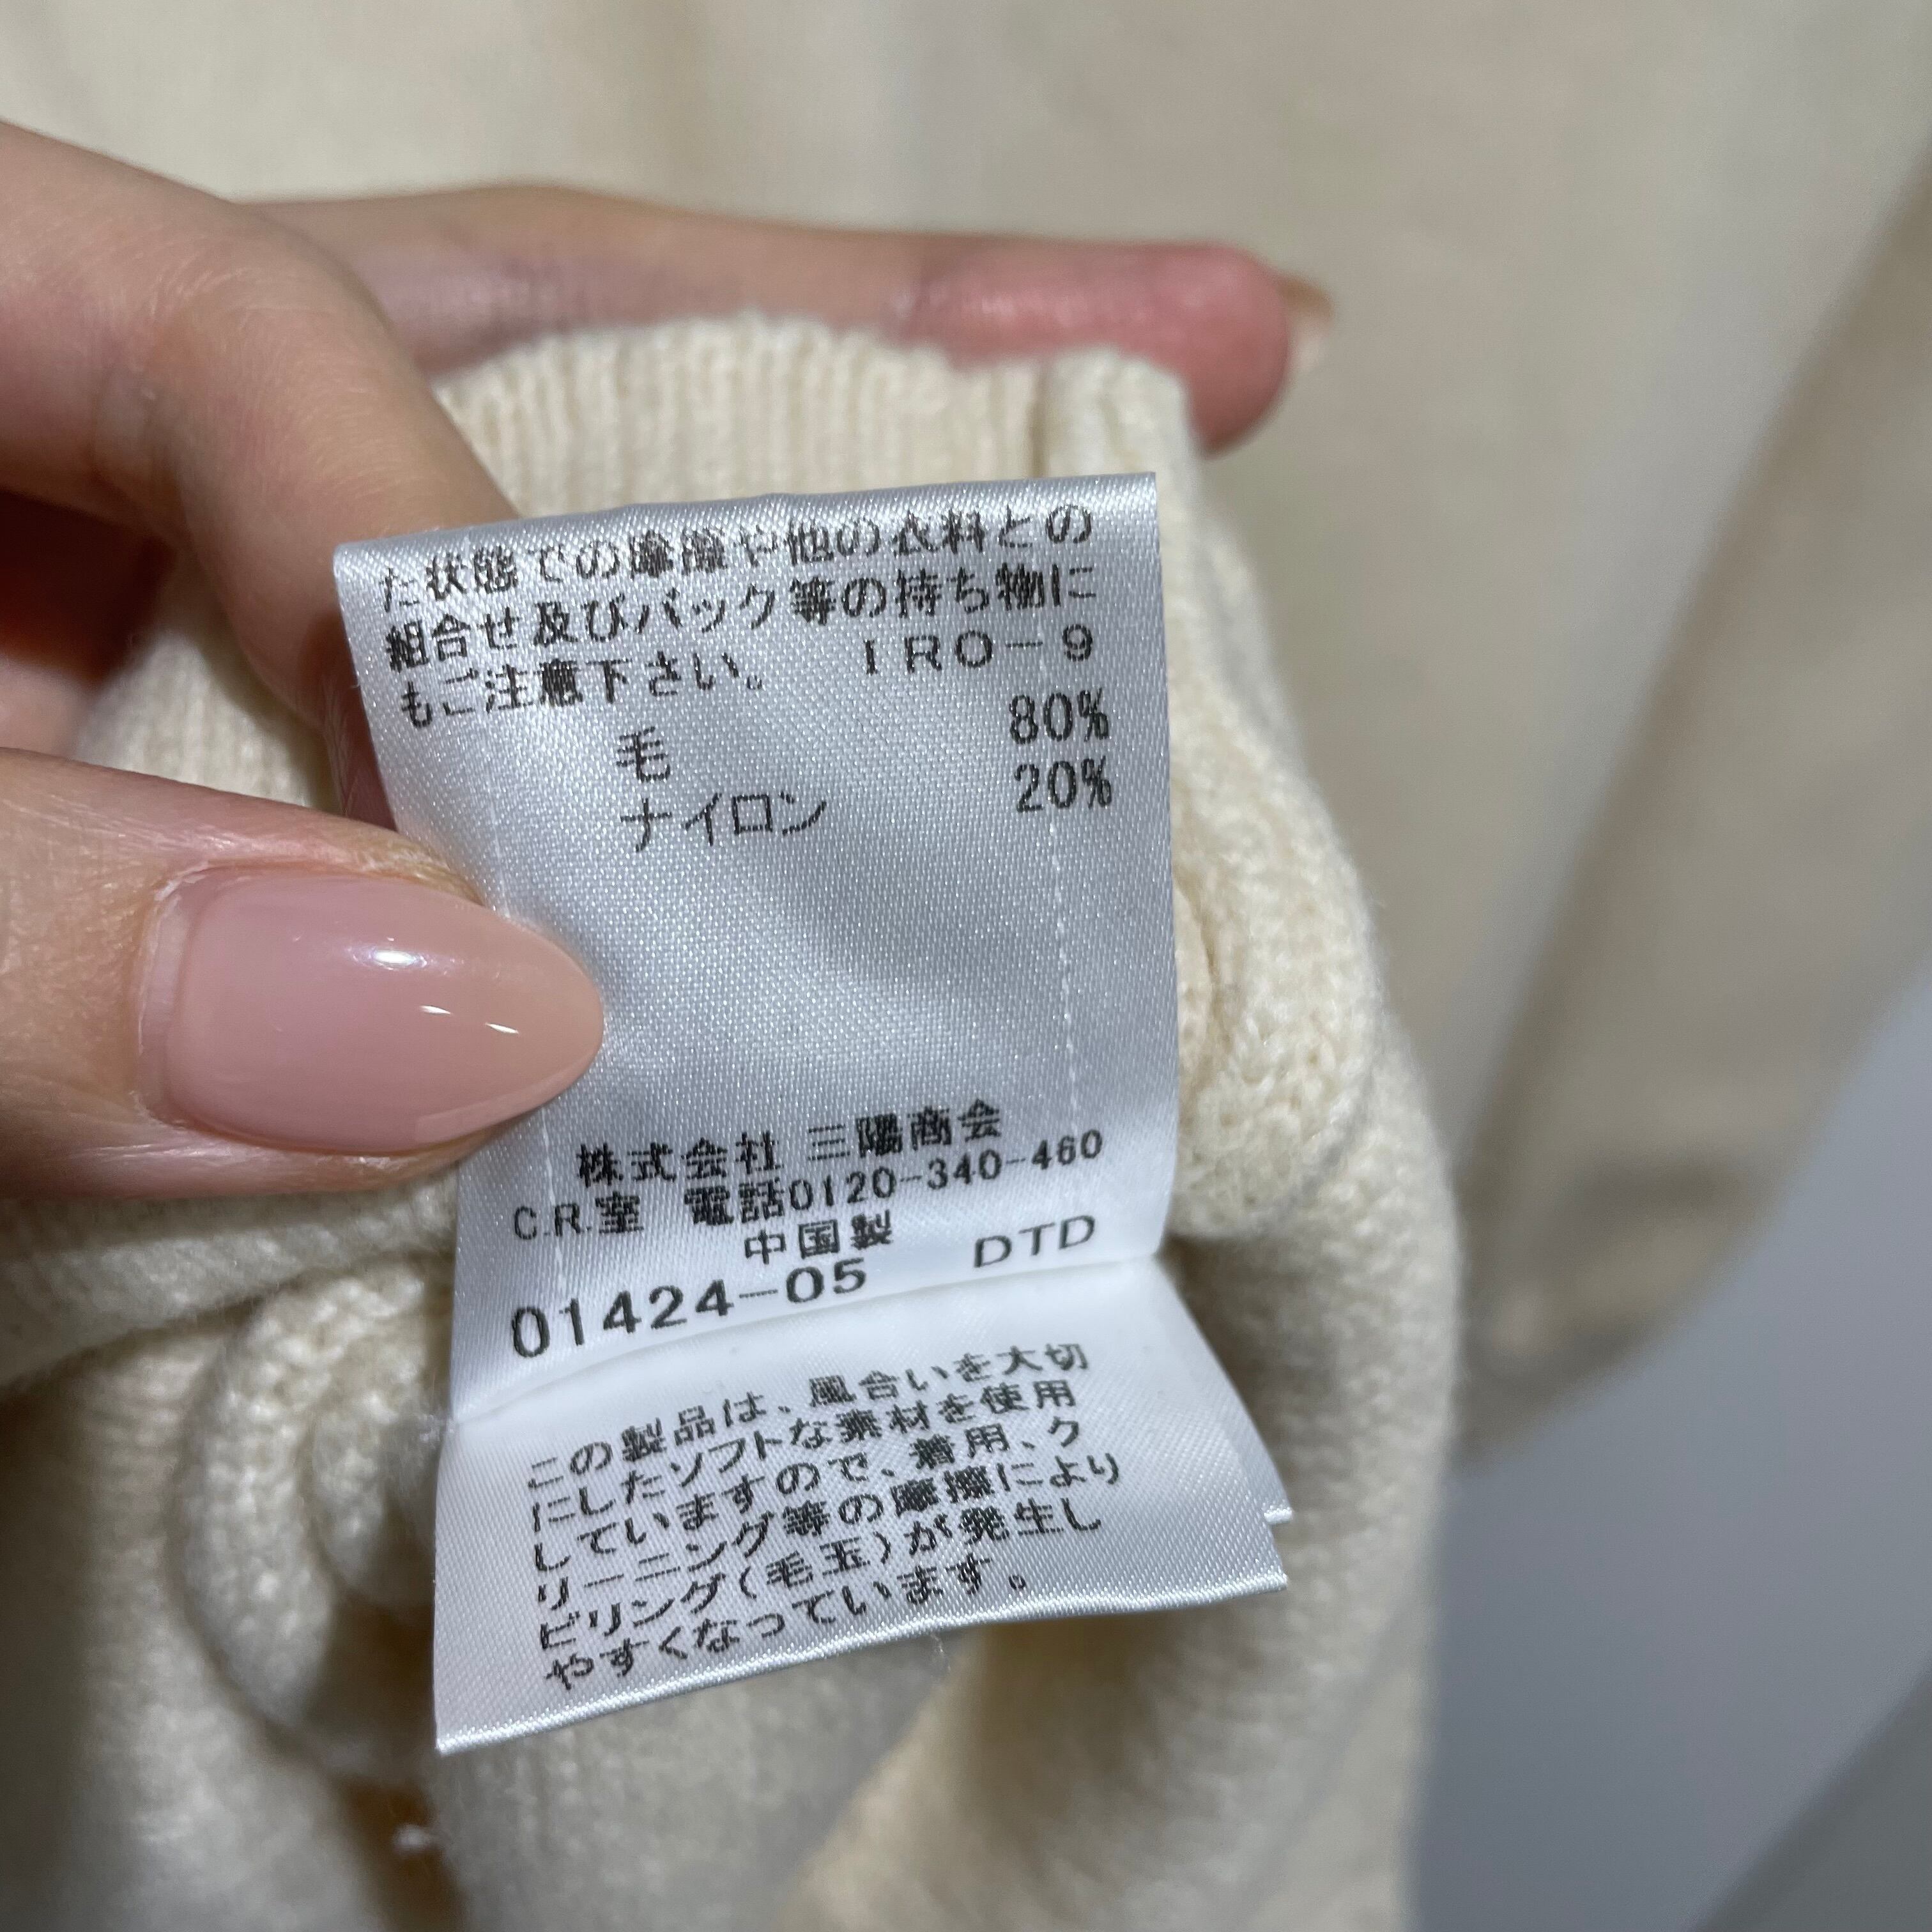 た状態での摩擦や他の衣料との
組合せ及びバック等の持ち物に
もご注意下さい。 IRO-9
毛 80%
ナイロン 20%
株式会社 三陽商会
C.R.室 電話0120-340-460
中国製
01424-05 DTD
この製品は、風合いを大切
にしたソフトな素材を使用
していますので、着用、ク
リーニング等の摩擦により
ピリング(毛玉)が発生し
やすくなっています。